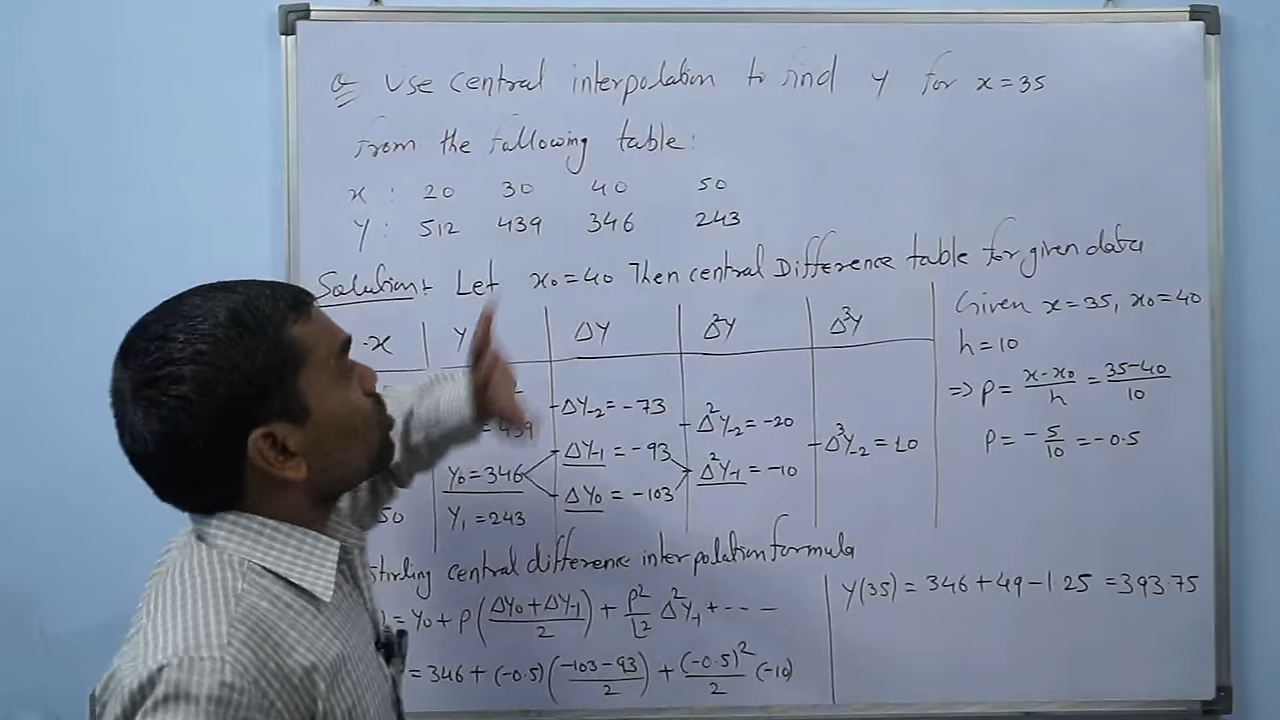 Q Use central interpolation to find y for x=35
from the following table:
x : 20 30 40 50
y : 512 439 346 243
Solution:- Let x₀=40 Then central Difference table for given data
x y Δy Δ²y Δ³y
Δy₋₂ = -73
439
Δ²y₋₂ = -20
Δy₋₁ = -93
Δ³y₋₂ = 10
y₀ = 346
Δ²y₋₁ = -10
Δy₀ = -103
50 y₁ = 243
Given x=35, x₀=40
h=10
⇒ p = (x-x₀)/h = (35-40)/10
p = -5/10 = -0.5
stirling central difference interpolation formula
= y₀ + p((Δy₀+Δy₋₁)/2) + p²/L2 Δ²y₋₁ + - - -
= 346 + (-0.5)((-103-93)/2) + (-0.5)²/2 (-10)
y(35) = 346+49-1.25 = 393.75